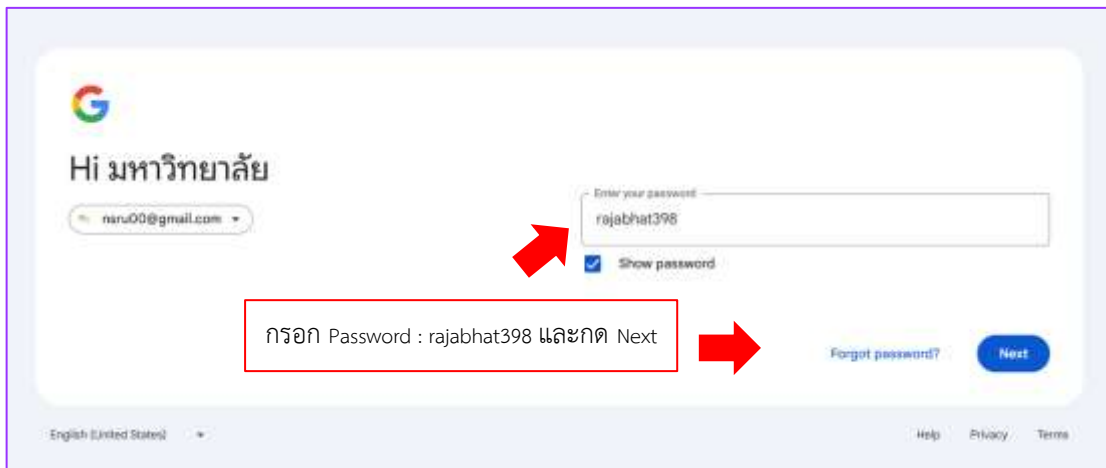 Hi มหาวิทยาลัย
nsru00@gmail.com
Enter your password
rajabhat398
Show password
กรอก Password : rajabhat398 และกด Next
Forgot password?
Next
English (United States)
Help Privacy Terms